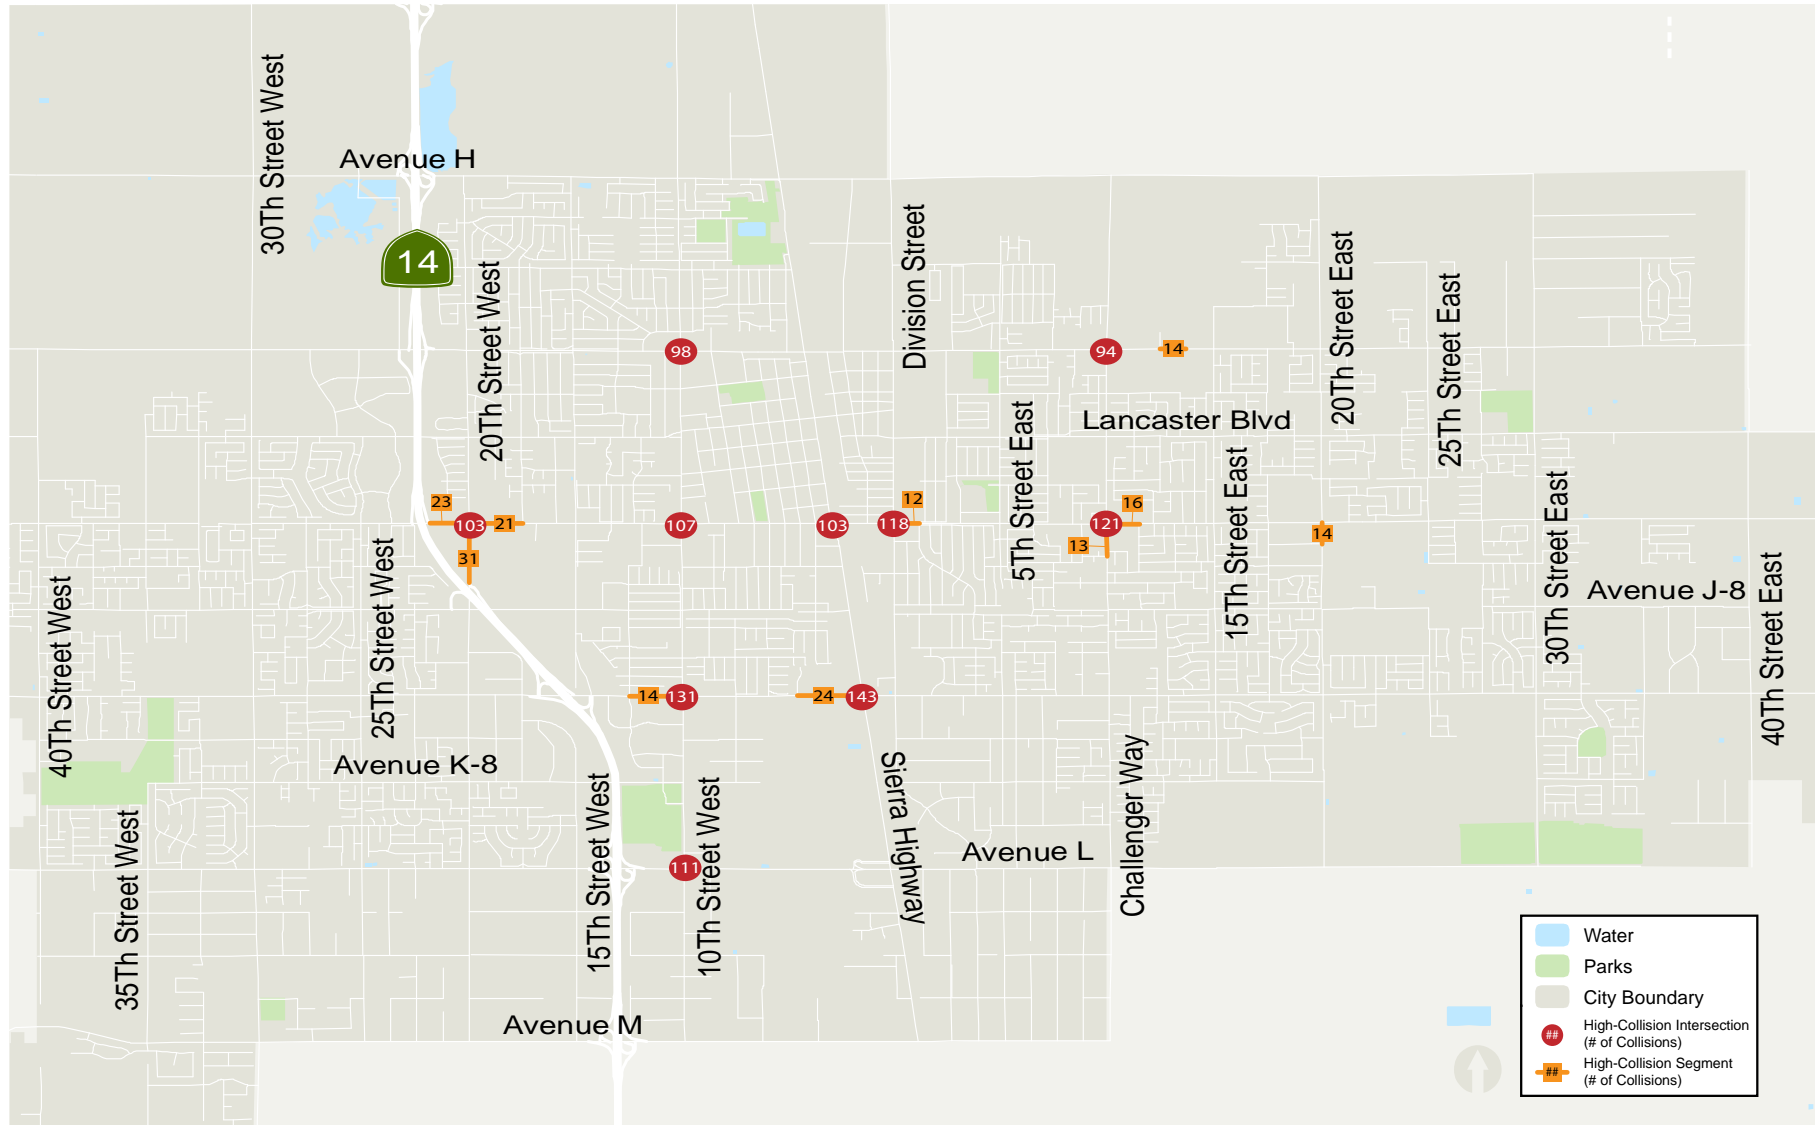 30Th Street West
Avenue H
14
20Th Street West
Division Street
20Th Street East
25Th Street East
98
94
14
Lancaster Blvd
5Th Street East
15Th Street East
30Th Street East
23
103
21
31
107
103
118
12
121
16
13
14
Avenue J-8
40Th Street East
40Th Street West
25Th Street West
14
131
24
143
Avenue K-8
35Th Street West
15Th Street West
10Th Street West
Sierra Highway
Challenger Way
Avenue L
111
Avenue M
Water
Parks
City Boundary
##
High-Collision Intersection
(# of Collisions)
##
High-Collision Segment
(# of Collisions)